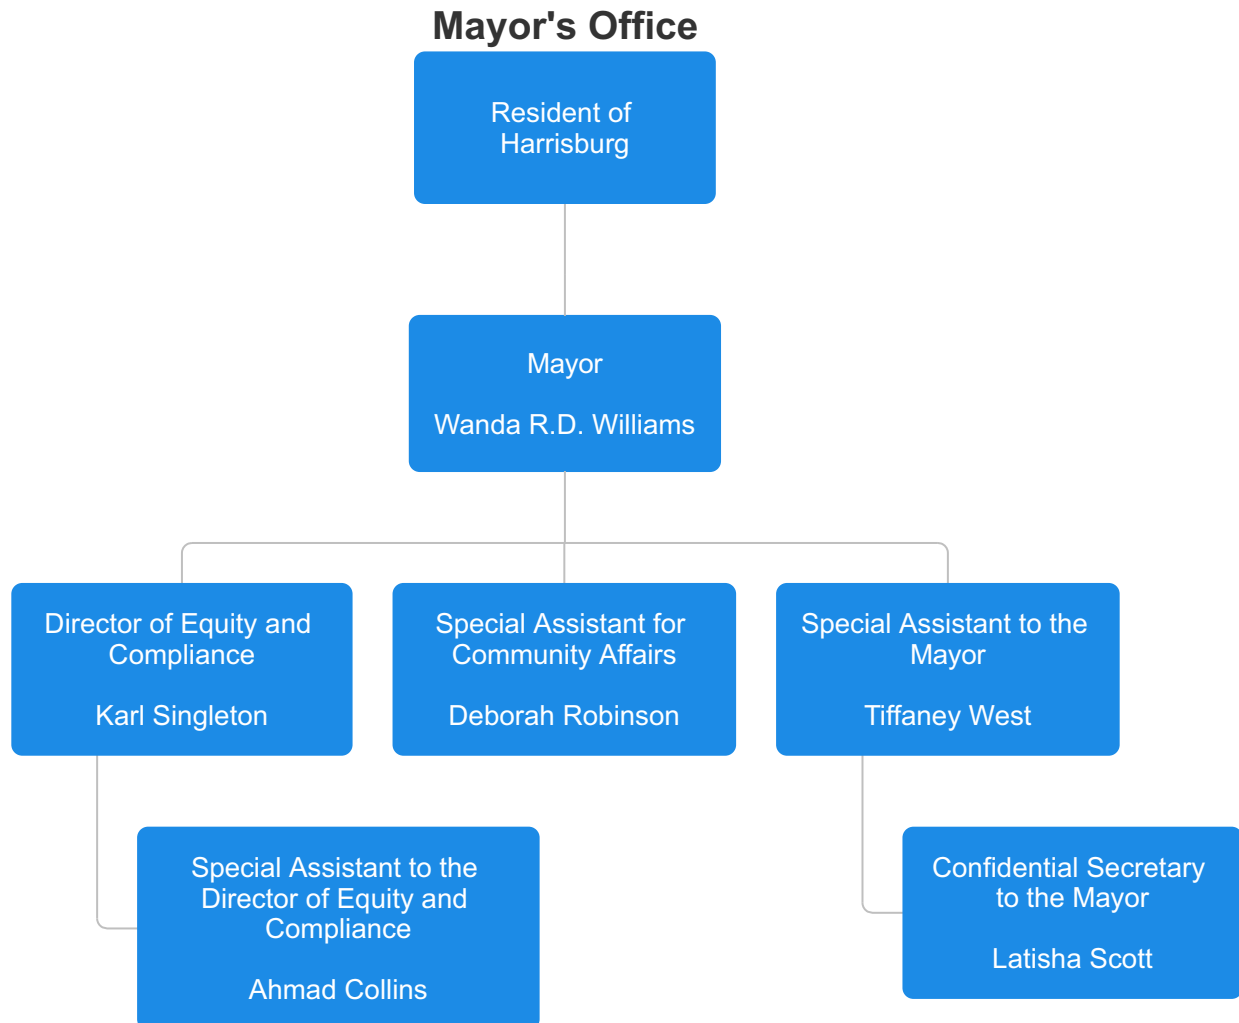 Mayor's Office
Resident of
Harrisburg
Mayor
Wanda R.D. Williams
Director of Equity and
Compliance
Karl Singleton
Special Assistant for
Community Affairs
Deborah Robinson
Special Assistant to the
Mayor
Tiffaney West
Special Assistant to the
Director of Equity and
Compliance
Ahmad Collins
Confidential Secretary
to the Mayor
Latisha Scott